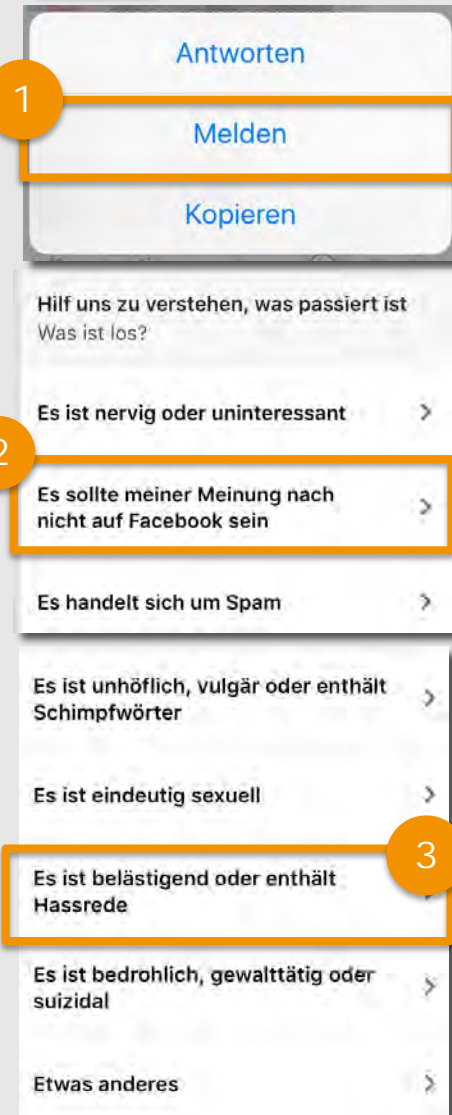 Antworten
1
Melden
Kopieren
Hilf uns zu verstehen, was passiert ist
Was ist los?
Es ist nervig oder uninteressant
2
Es sollte meiner Meinung nach
nicht auf Facebook sein
Es handelt sich um Spam
Es ist unhöflich, vulgär oder enthält
Schimpfwörter
Es ist eindeutig sexuell
3
Es ist belästigend oder enthält
Hassrede
Es ist bedrohlich, gewalttätig oder
suizidal
Etwas anderes